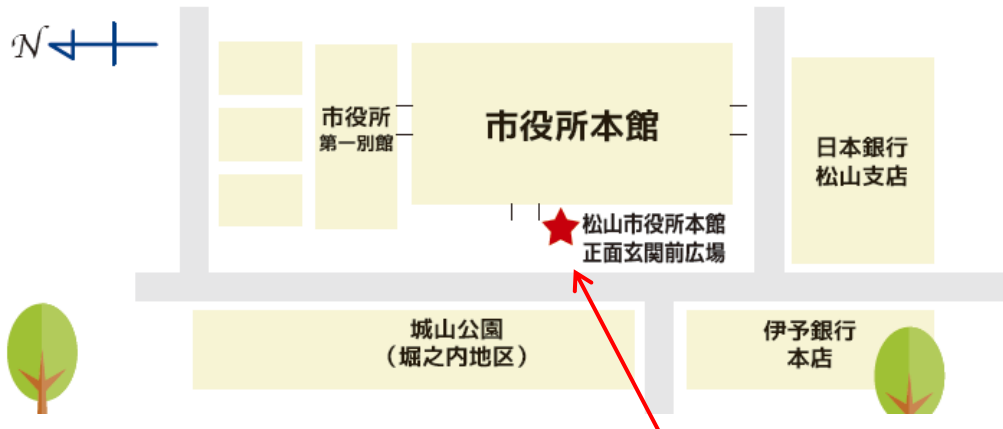 N
市役所
第一別館
市役所本館
日本銀行
松山支店
松山市役所本館
正面玄関前広場
城山公園
（堀之内地区）
伊予銀行
本店